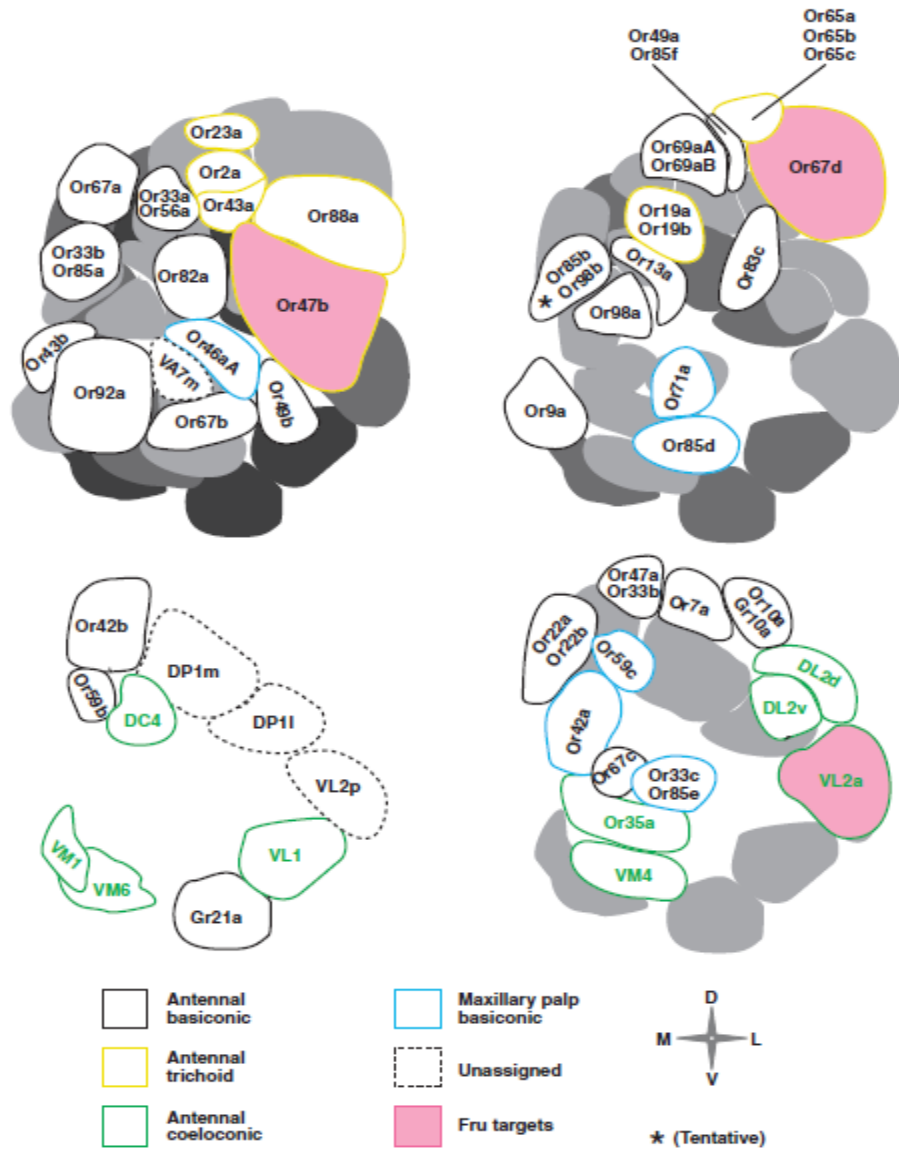 Or49a
Or85f
Or65a
Or65b
Or65c
Or23a
Or2a
Or43a
Or67a
Or33a
Or56a
Or88a
Or33b
Or85a
Or82a
Or47b
Or43b
Or46aA
VA7m
Or92a
Or67b
Or49b
Or69aA
Or69aB
Or67d
Or19a
Or19b
Or83c
Or85b
* Or98b
Or13a
Or98a
Or71a
Or9a
Or85d
Or42b
Or59b
DC4
DP1m
DP1l
VL2p
VL1
VM1
VM6
Gr21a
Or47a
Or33b
Or7a
Or10a
Gr10a
Or22a
Or22b
Or59c
DL2d
DL2v
Or42a
Or67c
Or33c
Or85e
VL2a
Or35a
VM4
Antennal
basiconic
Antennal
trichoid
Antennal
coeloconic
Maxillary palp
basiconic
Unassigned
Fru targets
D
M L
V
* (Tentative)